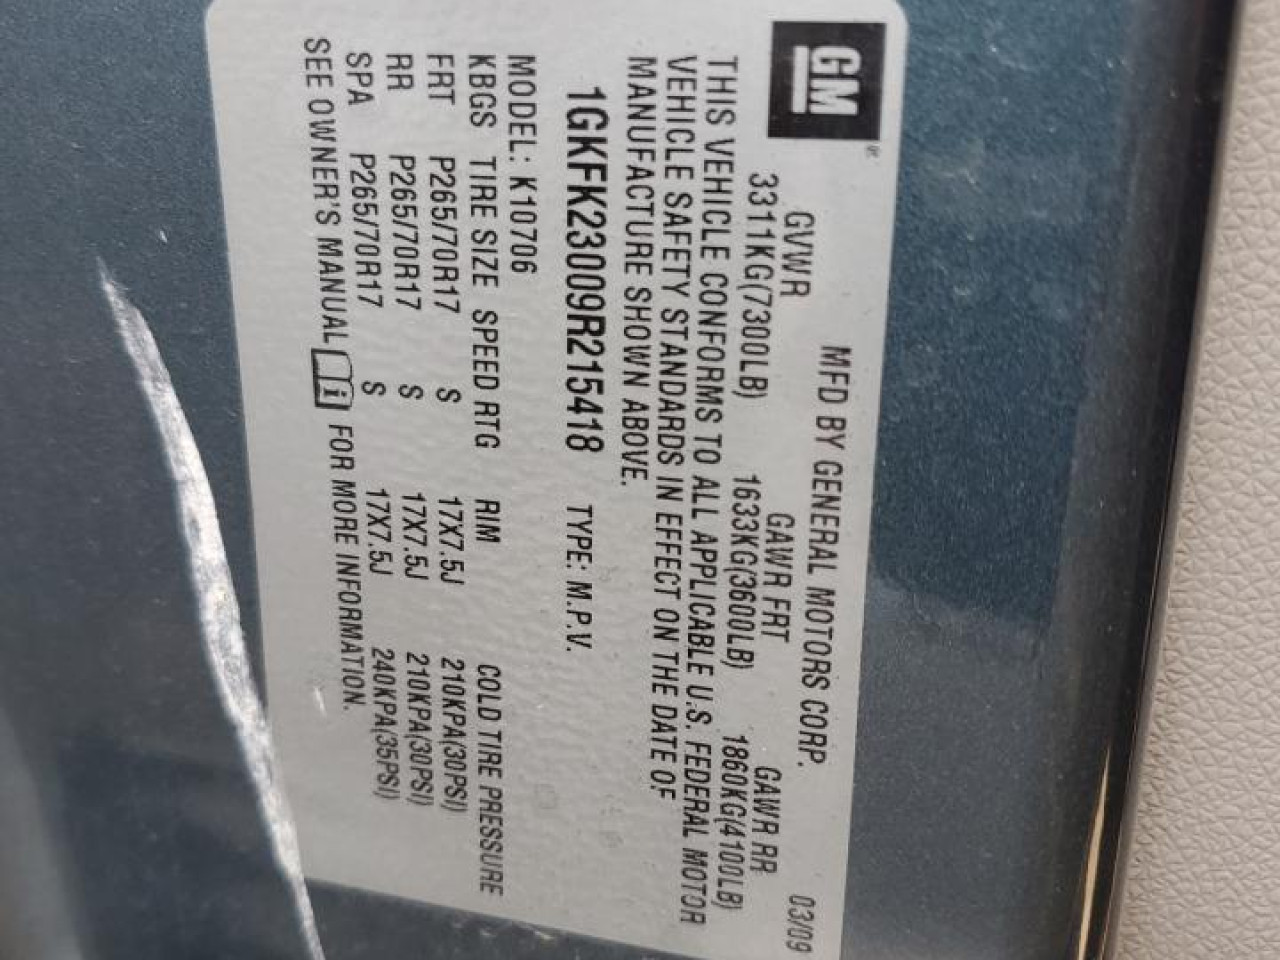 GM
MFD BY GENERAL MOTORS CORP. 03/09
GVWR GAWR FRT GAWR RR
3311KG(7300LB) 1633KG(3600LB) 1860KG(4100LB)
THIS VEHICLE CONFORMS TO ALL APPLICABLE U.S. FEDERAL MOTOR
VEHICLE SAFETY STANDARDS IN EFFECT ON THE DATE OF
MANUFACTURE SHOWN ABOVE.
1GKFK23009R215418 TYPE: M.P.V.
MODEL: K10706
KBGS TIRE SIZE SPEED RTG RIM COLD TIRE PRESSURE
FRT P265/70R17 S 17X7.5J 210KPA(30PSI)
RR P265/70R17 S 17X7.5J 210KPA(30PSI)
SPA P265/70R17 S 17X7.5J 240KPA(35PSI)
SEE OWNER'S MANUAL i FOR MORE INFORMATION.